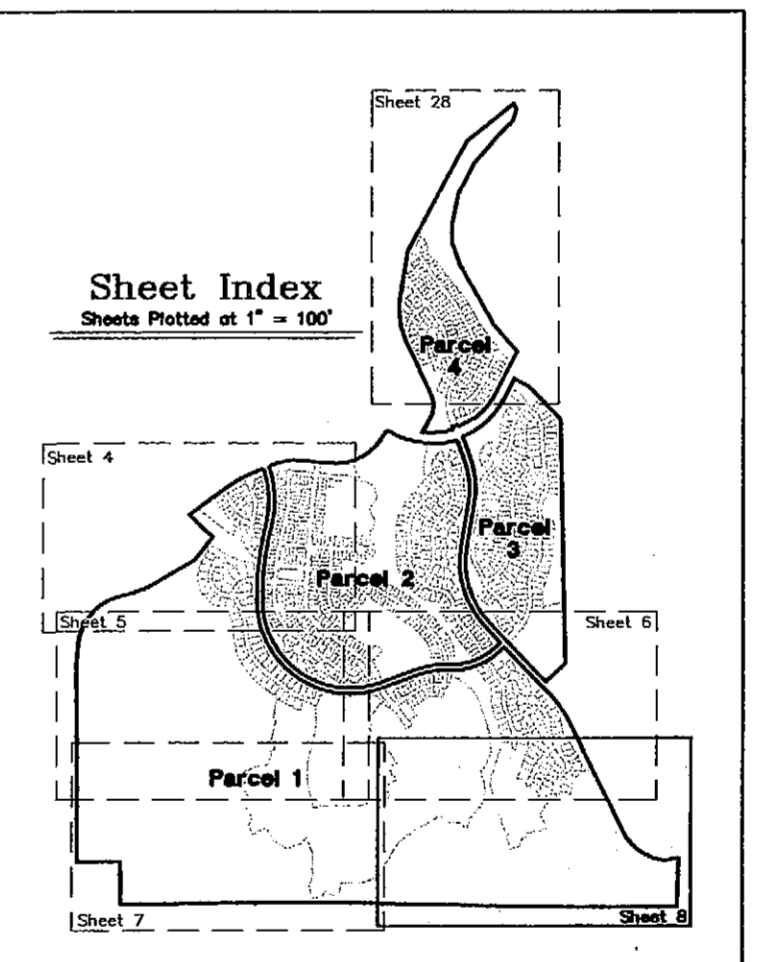 Sheet 28
Sheet Index
Sheets Plotted at 1" = 100'
Parcel
4
Sheet 4
Parcel
3
Parcel 2
Sheet 5
Sheet 6
Parcel 1
Sheet 7
Sheet 8